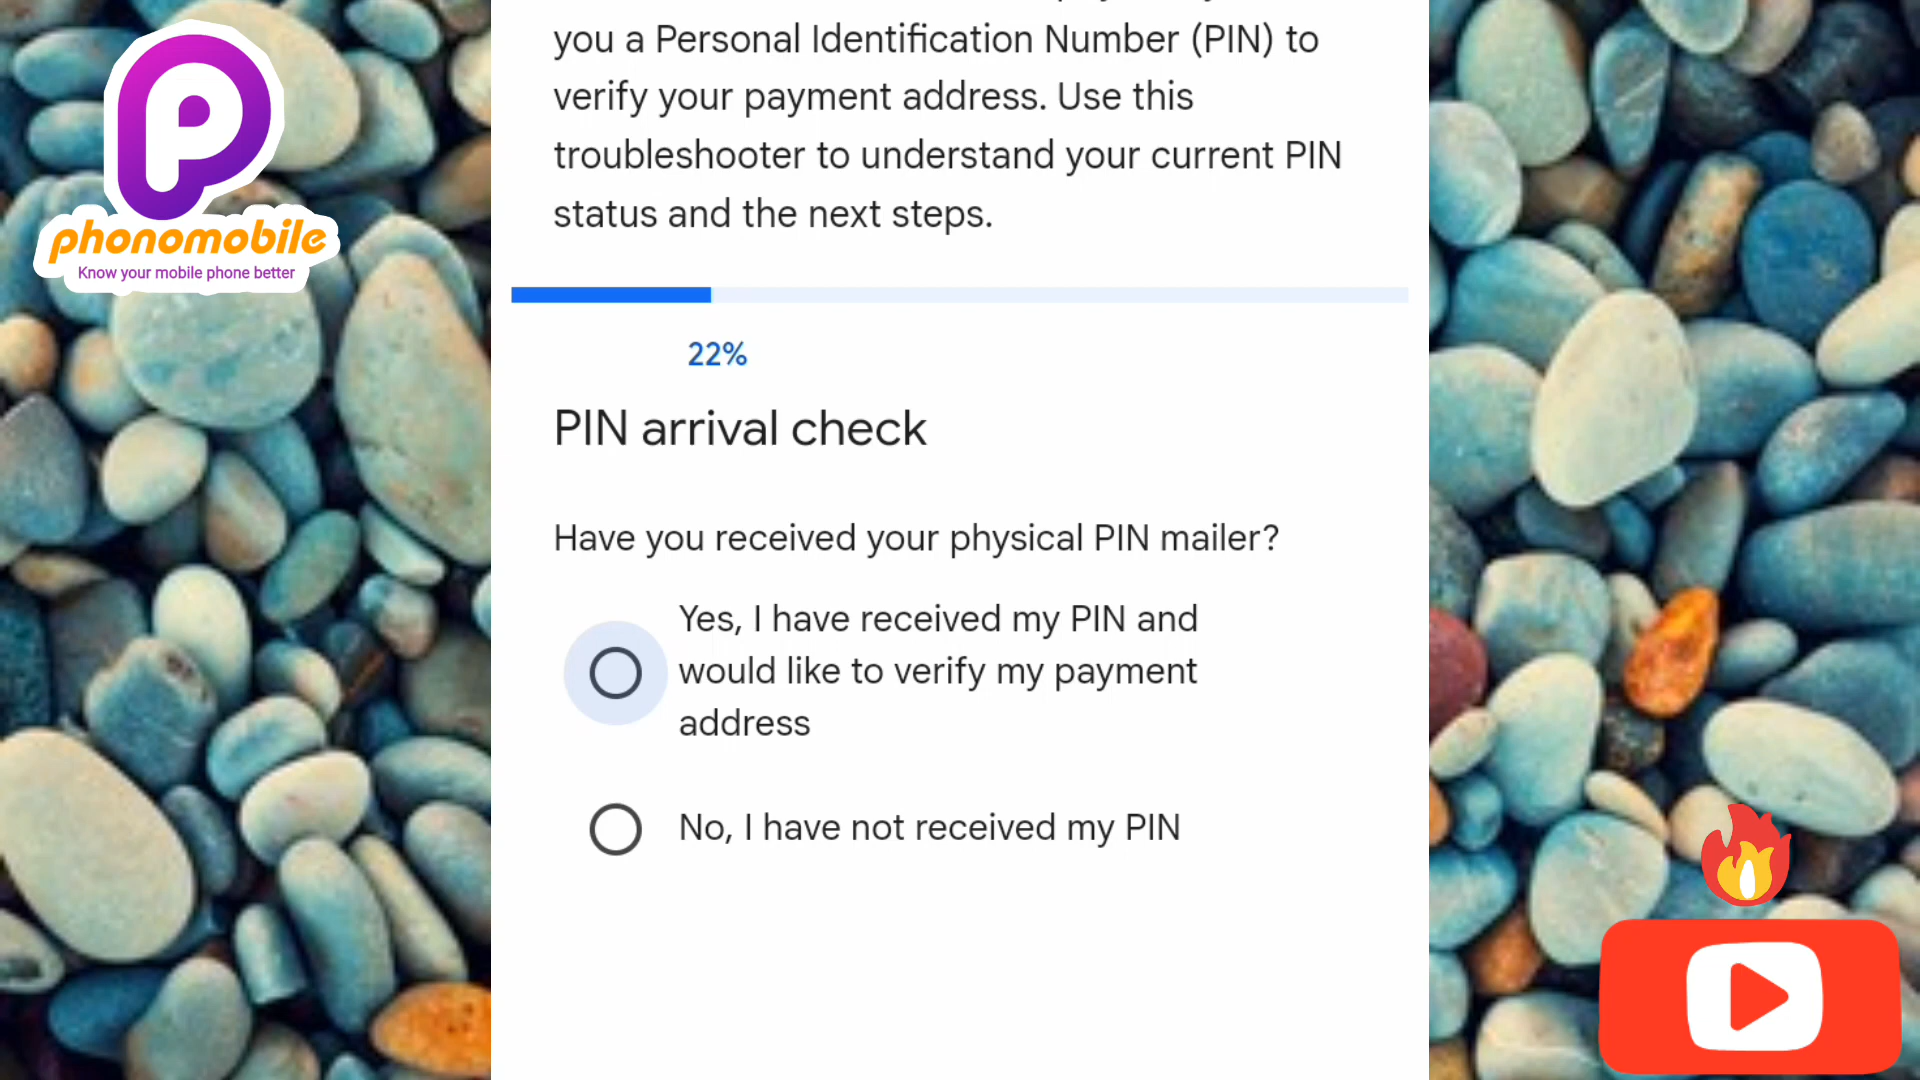 phonomobile
Know your mobile phone better
you a Personal Identification Number (PIN) to
verify your payment address. Use this
troubleshooter to understand your current PIN
status and the next steps.
22%
PIN arrival check
Have you received your physical PIN mailer?
Yes, I have received my PIN and
would like to verify my payment
address
No, I have not received my PIN